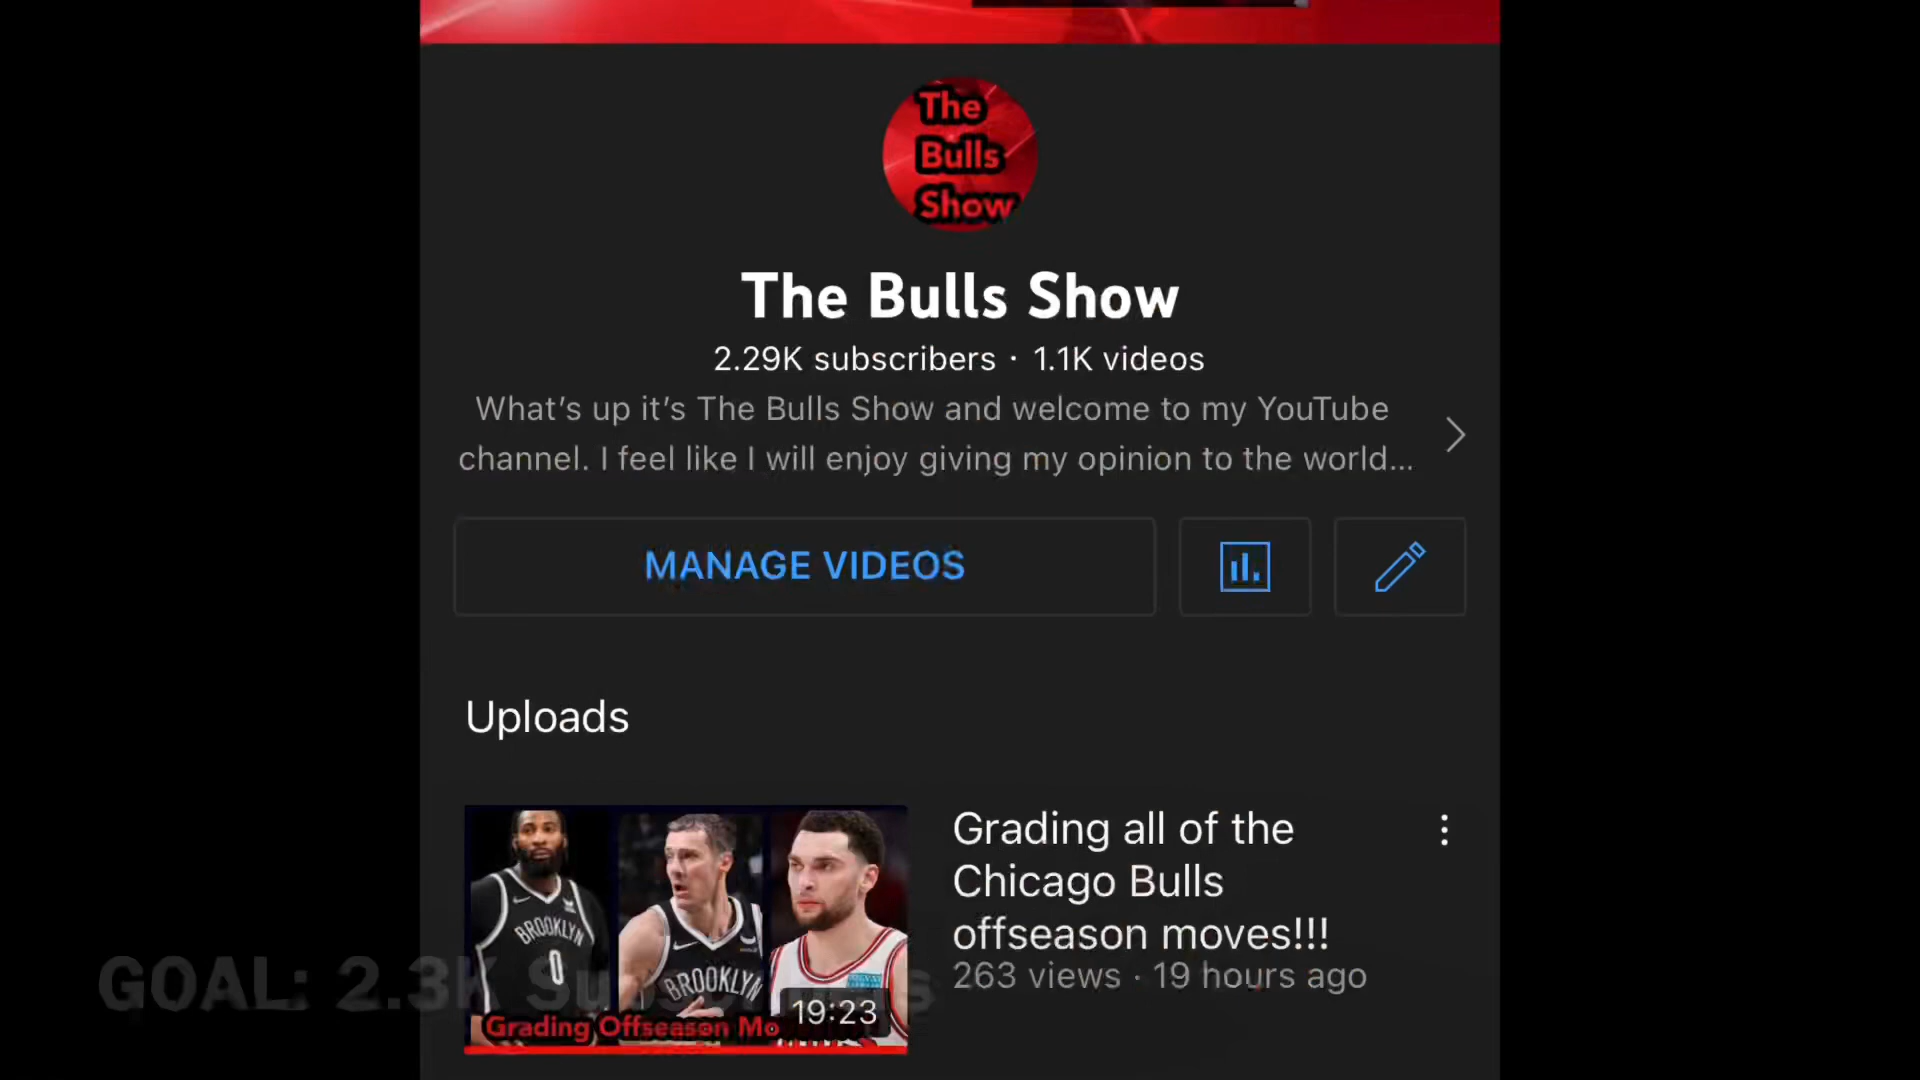 The
Bulls
Show
The Bulls Show
2.29K subscribers · 1.1K videos
What’s up it’s The Bulls Show and welcome to my YouTube
channel. I feel like I will enjoy giving my opinion to the world...
MANAGE VIDEOS
Uploads
Grading all of the
Chicago Bulls
offseason moves!!!
263 views · 19 hours ago
BROOKLYN
0
BROOKLYN
19:23
Grading Offseason
GOAL: 2.3K